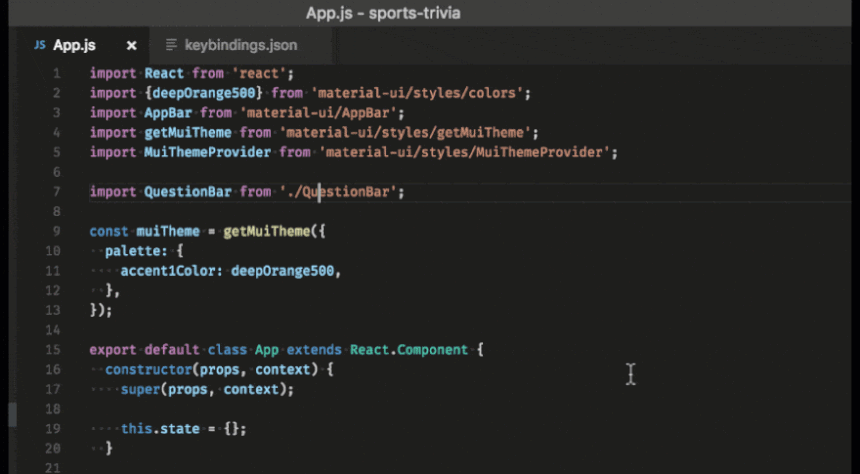 App.js - sports-trivia
JS App.js × keybindings.json
1 import React from 'react';
2 import {deepOrange500} from 'material-ui/styles/colors';
3 import AppBar from 'material-ui/AppBar';
4 import getMuiTheme from 'material-ui/styles/getMuiTheme';
5 import MuiThemeProvider from 'material-ui/styles/MuiThemeProvider';
6
7 import QuestionBar from './QuestionBar';
8
9 const muiTheme = getMuiTheme({
10 palette: {
11 accent1Color: deepOrange500,
12 },
13 });
14
15 export default class App extends React.Component {
16 constructor(props, context) {
17 super(props, context);
18
19 this.state = {};
20 }
21